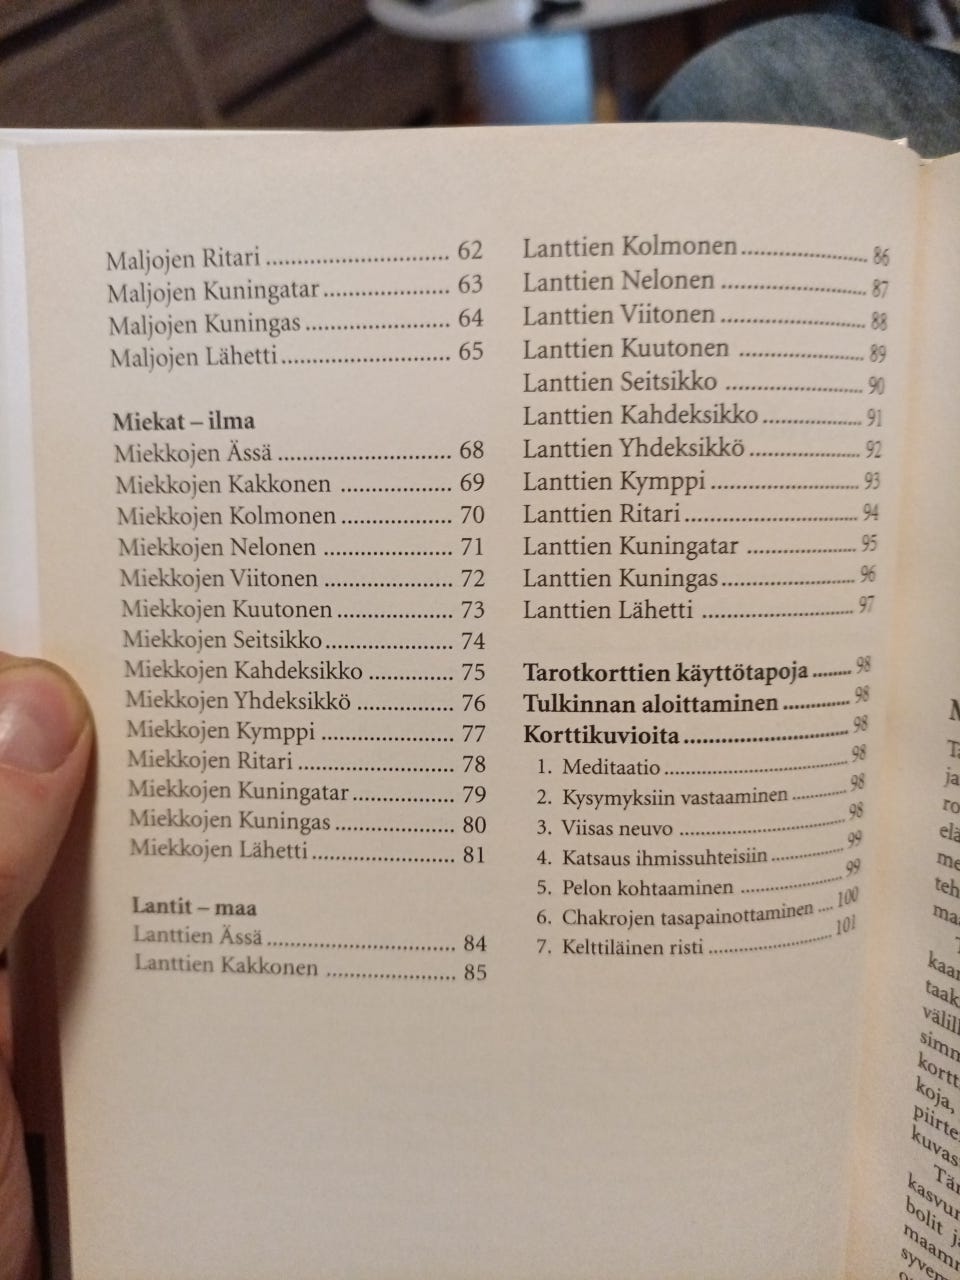 Maljojen Ritari ............................ 62
Maljojen Kuningatar ................... 63
Maljojen Kuningas ...................... 64
Maljojen Lähetti .......................... 65
Miekat – ilma
Miekkojen Ässä ........................... 68
Miekkojen Kakkonen ................. 69
Miekkojen Kolmonen ................. 70
Miekkojen Nelonen .................... 71
Miekkojen Viitonen .................... 72
Miekkojen Kuutonen .................. 73
Miekkojen Seitsikko .................... 74
Miekkojen Kahdeksikko ............. 75
Miekkojen Yhdeksikkö ............... 76
Miekkojen Kymppi ..................... 77
Miekkojen Ritari ......................... 78
Miekkojen Kuningatar ................ 79
Miekkojen Kuningas ................... 80
Miekkojen Lähetti ....................... 81
Lantit – maa
Lanttien Ässä .............................. 84
Lanttien Kakkonen ..................... 85
Lanttien Kolmonen ..................... 86
Lanttien Nelonen ........................ 87
Lanttien Viitonen ........................ 88
Lanttien Kuutonen ...................... 89
Lanttien Seitsikko ....................... 90
Lanttien Kahdeksikko ................. 91
Lanttien Yhdeksikkö ................... 92
Lanttien Kymppi ......................... 93
Lanttien Ritari ............................. 94
Lanttien Kuningatar .................... 95
Lanttien Kuningas ....................... 96
Lanttien Lähetti ........................... 97
Tarotkorttien käyttötapoja ........ 98
Tulkinnan aloittaminen ............. 98
Korttikuvioita .............................. 98
1. Meditaatio ............................... 98
2. Kysymyksiin vastaaminen ......... 98
3. Viisas neuvo ............................ 98
4. Katsaus ihmissuhteisiin ............ 99
5. Pelon kohtaaminen .................. 99
6. Chakrojen tasapainottaminen .... 100
7. Kelttiläinen risti ....................... 101
kasvur
bolit j
maamr
syven